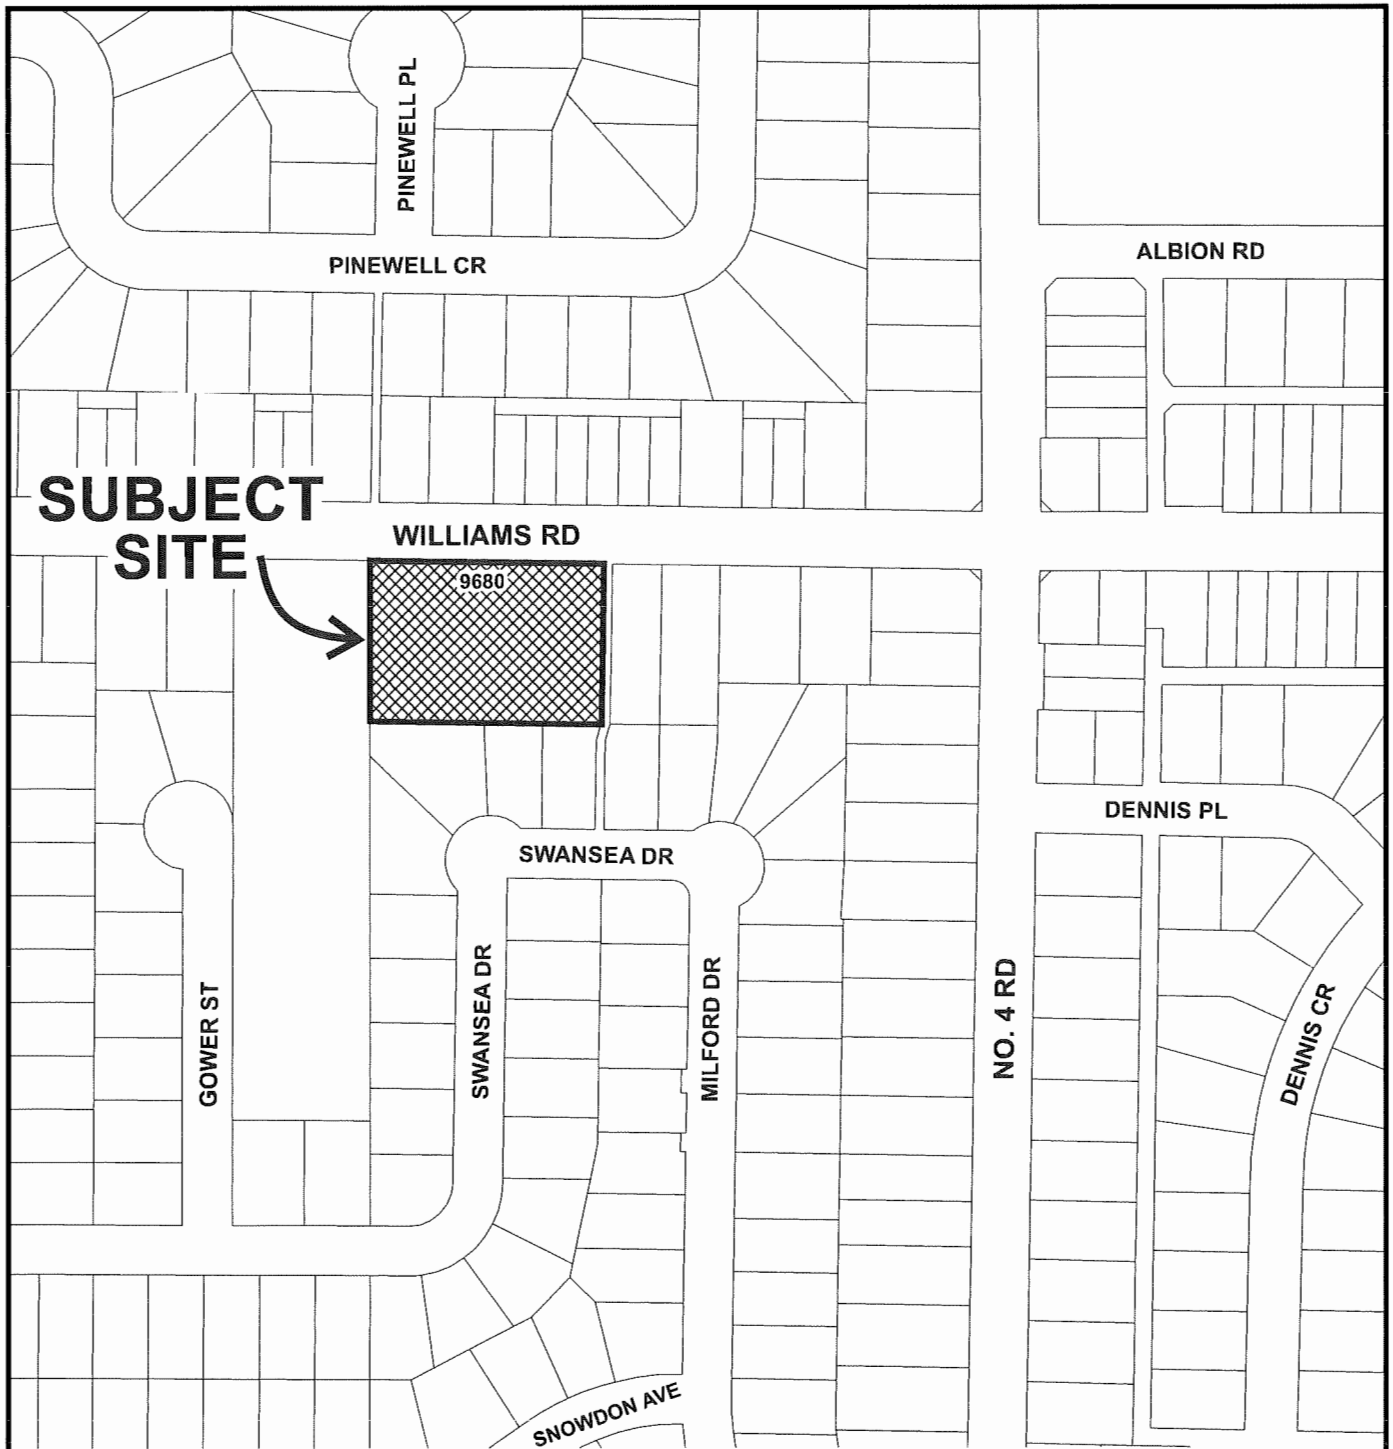 PINEWELL PL
PINEWELL CR
ALBION RD
SUBJECT
SITE
WILLIAMS RD
9680
DENNIS PL
SWANSEA DR
SWANSEA DR
MILFORD DR
GOWER ST
NO. 4 RD
DENNIS CR
SNOWDON AVE